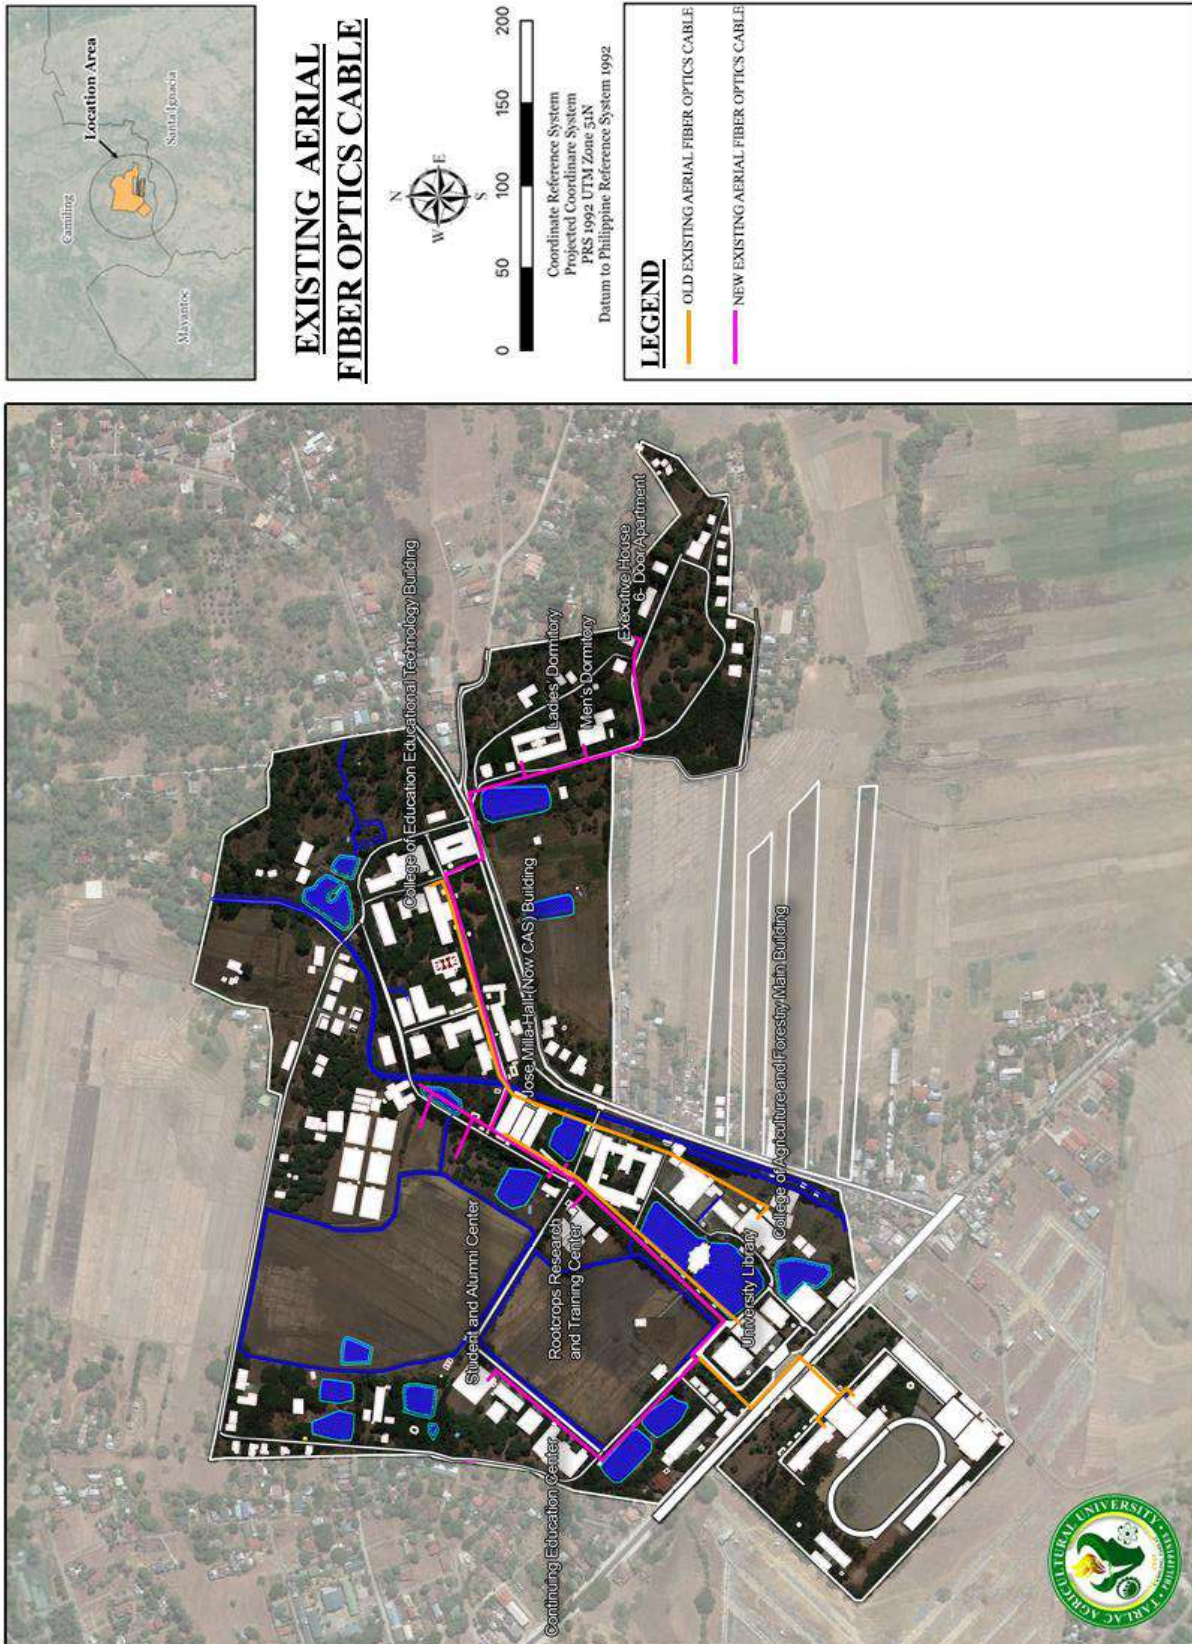 Camiling
Location Area
Santa Ignacia
Mayantoc
EXISTING AERIAL
FIBER OPTICS CABLE
N
W
E
S
0
50
100
150
200
Coordinate Reference System
Projected Coordinare System
PRS 1992 UTM Zone 51N
Datum to Philippine Reference System 1992
LEGEND
OLD EXISTING AERIAL FIBER OPTICS CABLE
NEW EXISTING AERIAL FIBER OPTICS CABLE
College of Education Educational Technology Building
Ladies' Dormitory
Men's Dormitory
Executive House
6- Door Apartment
Jose Milla Hall (Now CAS) Building
Student and Alumni Center
Rootcrops Research
and Training Center
College of Agriculture and Forestry Main Building
University Library
Continuing Education Center
TARLAC AGRICULTURAL UNIVERSITY
PHILIPPINES